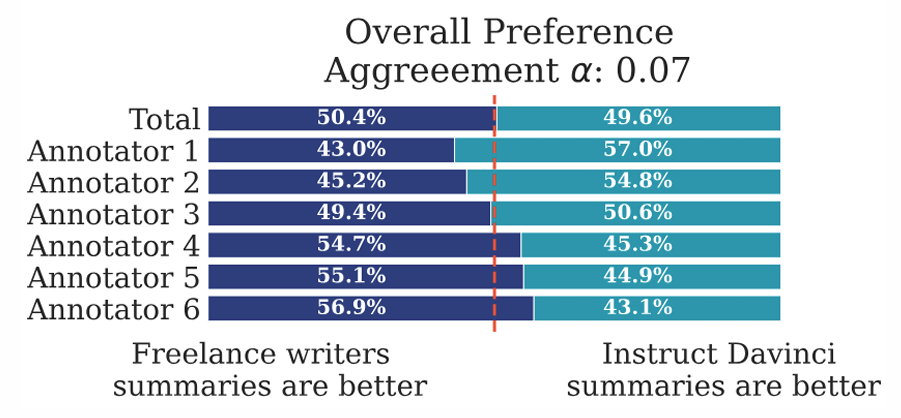 Overall Preference
Aggreeement α: 0.07
Total 50.4% 49.6%
Annotator 1 43.0% 57.0%
Annotator 2 45.2% 54.8%
Annotator 3 49.4% 50.6%
Annotator 4 54.7% 45.3%
Annotator 5 55.1% 44.9%
Annotator 6 56.9% 43.1%
Freelance writers
summaries are better
Instruct Davinci
summaries are better